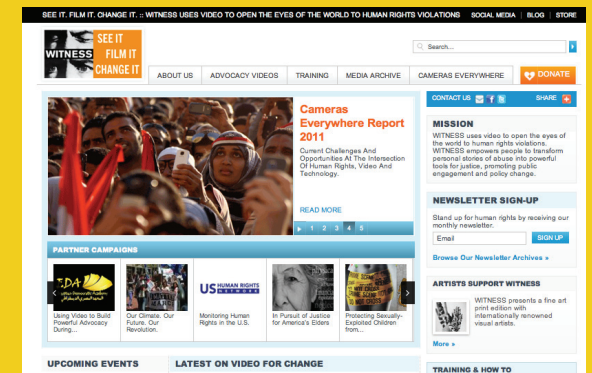 SEE IT. FILM IT. CHANGE IT. :: WITNESS USES VIDEO TO OPEN THE EYES OF THE WORLD TO HUMAN RIGHTS VIOLATIONS SOCIAL MEDIA | BLOG | STORE
WITNESS
SEE IT
FILM IT
CHANGE IT
Search...
ABOUT US
ADVOCACY VIDEOS
TRAINING
MEDIA ARCHIVE
CAMERAS EVERYWHERE
DONATE
Cameras
Everywhere Report
2011
Current Challenges And
Opportunities At The Intersection
Of Human Rights, Video And
Technology.
READ MORE
1 2 3 4 5
CONTACT US
SHARE
MISSION
WITNESS uses video to open the eyes of
the world to human rights violations.
WITNESS empowers people to transform
personal stories of abuse into powerful
tools for justice, promoting public
engagement and policy change.
NEWSLETTER SIGN-UP
Stand up for human rights by receiving our
monthly newsletter.
Email
SIGN UP
Browse Our Newsletter Archives »
PARTNER CAMPAIGNS
US HUMAN RIGHTS
NETWORK
Using Video to Build
Powerful Advocacy
During...
Our Climate. Our
Future. Our
Revolution.
Monitoring Human
Rights in the U.S.
In Pursuit of Justice
for America's Elders
Protecting Sexually-
Exploited Children
from...
ARTISTS SUPPORT WITNESS
WITNESS presents a fine art
print edition with
internationally renowned
visual artists.
More »
UPCOMING EVENTS
LATEST ON VIDEO FOR CHANGE
TRAINING & HOW TO